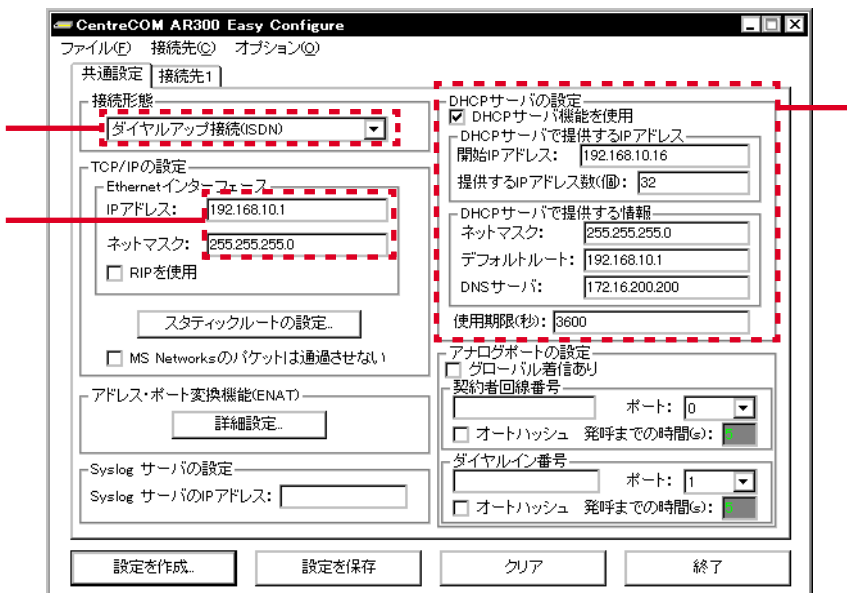 CentreCOM AR300 Easy Configure
ファイル(F) 接続先(C) オプション(O)
共通設定 接続先1
接続形態
ダイヤルアップ接続(ISDN)
TCP/IPの設定
Ethernetインターフェース
IPアドレス: 192.168.10.1
ネットマスク: 255.255.255.0
RIPを使用
スタティックルートの設定...
MS Networksのパケットは通過させない
アドレス・ポート変換機能(ENAT)
詳細設定...
Syslog サーバの設定
Syslog サーバのIPアドレス:
DHCPサーバの設定
DHCPサーバ機能を使用
DHCPサーバで提供するIPアドレス
開始IPアドレス: 192.168.10.16
提供するIPアドレス数(個): 32
DHCPサーバで提供する情報
ネットマスク: 255.255.255.0
デフォルトルート: 192.168.10.1
DNSサーバ: 172.16.200.200
使用期限(秒): 3600
アナログポートの設定
グローバル着信あり
契約者回線番号
ポート: 0
オートハッシュ 発呼までの時間(s): 5
ダイヤルイン番号
ポート: 1
オートハッシュ 発呼までの時間(s): 5
設定を作成... 設定を保存 クリア 終了